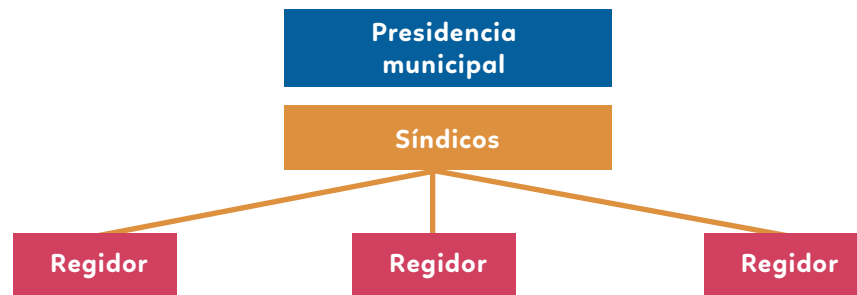 Presidencia
municipal
Síndicos
Regidor
Regidor
Regidor